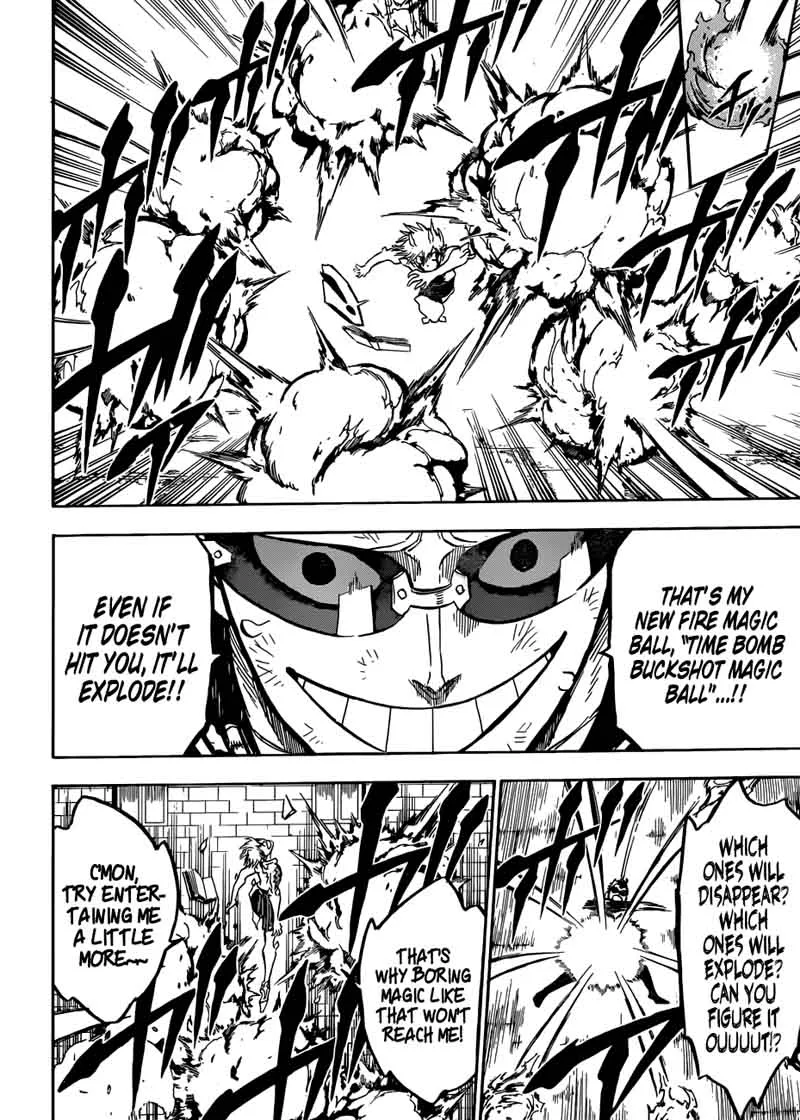 THAT'S MY
NEW FIRE MAGIC
BALL, "TIME BOMB
BUCKSHOT MAGIC
BALL"...!!
EVEN IF
IT DOESN'T
HIT YOU, IT'LL
EXPLODE!!
WHICH
ONES WILL
DISAPPEAR?
WHICH
ONES WILL
EXPLODE?
CAN YOU
FIGURE IT
OUUUUT!?
THAT'S
WHY BORING
MAGIC LIKE
THAT WON'T
REACH ME!
C'MON,
TRY ENTER-
TAINING ME
A LITTLE
MORE~~